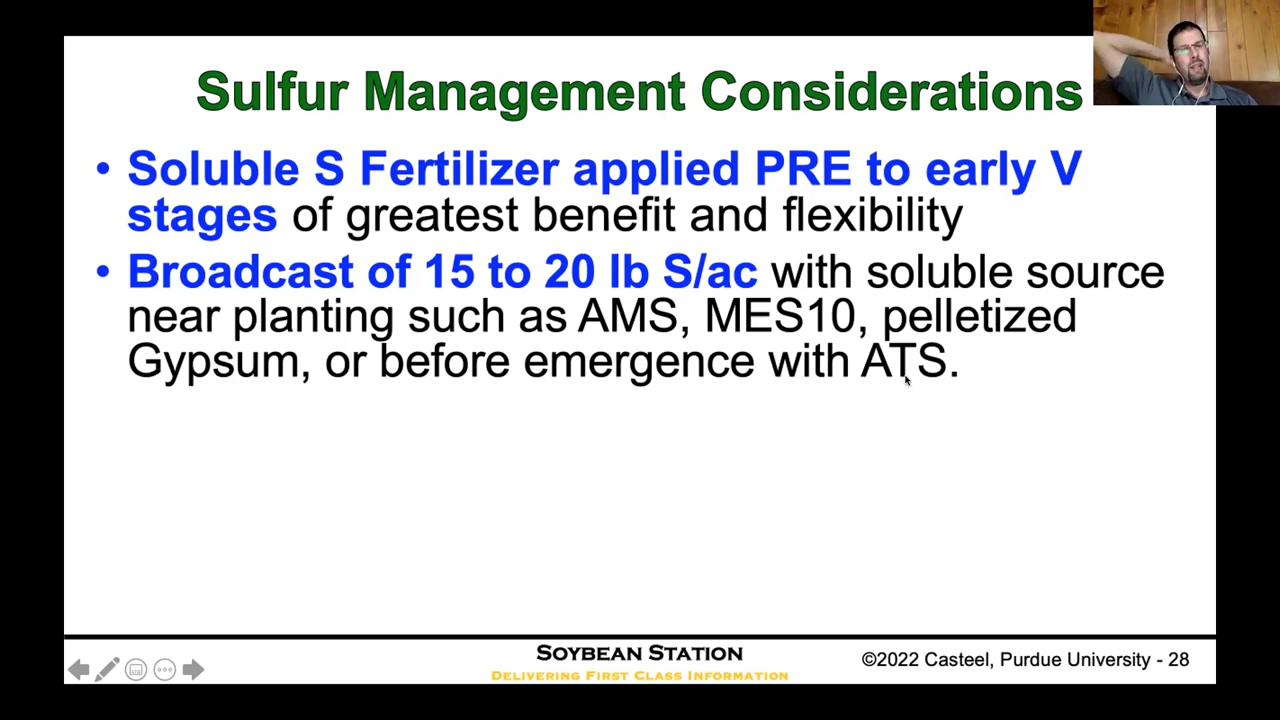 Sulfur Management Considerations
• Soluble S Fertilizer applied PRE to early V
stages of greatest benefit and flexibility
• Broadcast of 15 to 20 lb S/ac with soluble source
near planting such as AMS, MES10, pelletized
Gypsum, or before emergence with ATS.
SOYBEAN STATION
DELIVERING FIRST CLASS INFORMATION
©2022 Casteel, Purdue University - 28